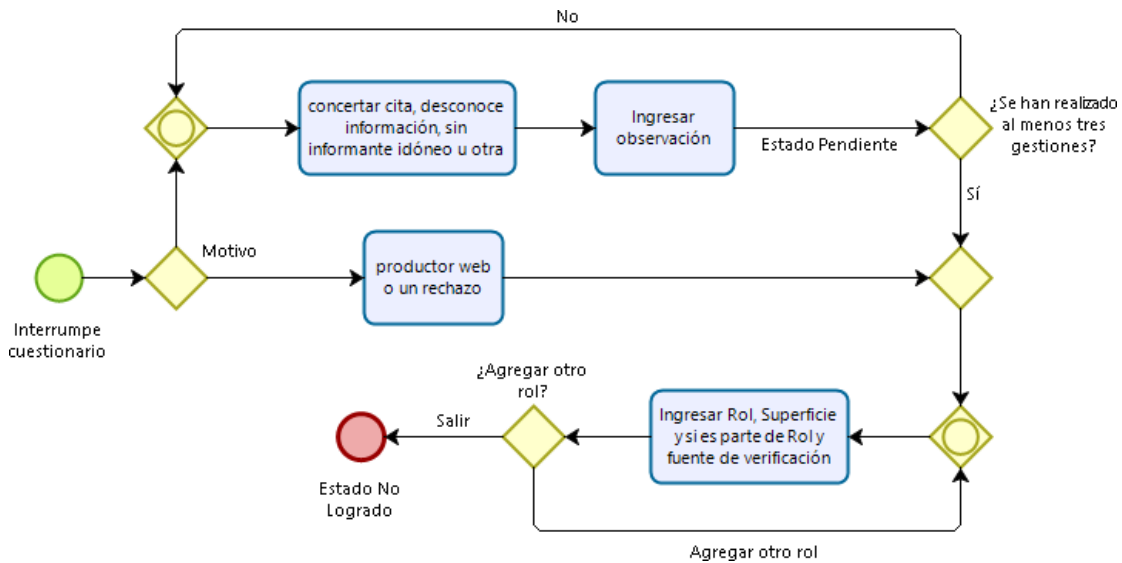 No
concertar cita, desconoce
información, sin
informante idóneo u otra
Ingresar
observación
Estado Pendiente
¿Se han realizado
al menos tres
gestiones?
Sí
Motivo
productor web
o un rechazo
Interrumpe
cuestionario
¿Agregar otro
rol?
Salir
Ingresar Rol, Superficie
y si es parte de Rol y
fuente de verificación
Estado No
Logrado
Agregar otro rol